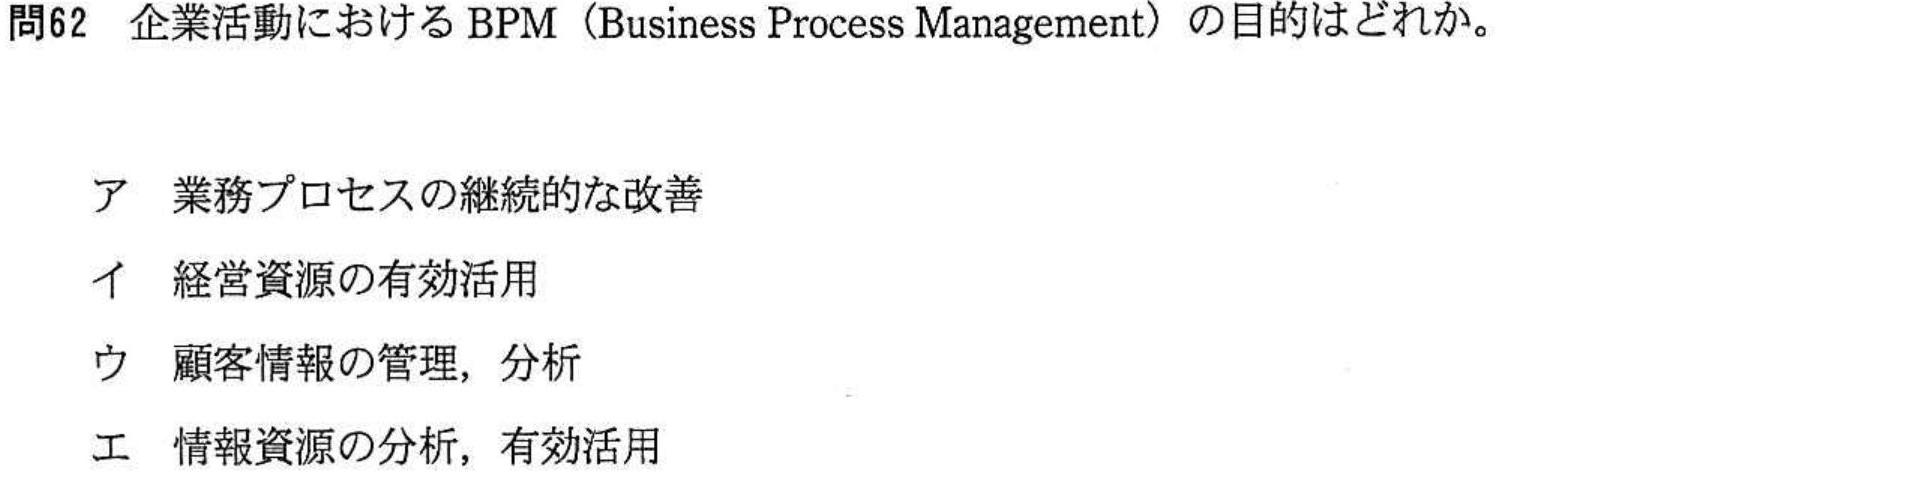 問62　企業活動における BPM（Business Process Management）の目的はどれか。
ア　業務プロセスの継続的な改善
イ　経営資源の有効活用
ウ　顧客情報の管理，分析
エ　情報資源の分析，有効活用